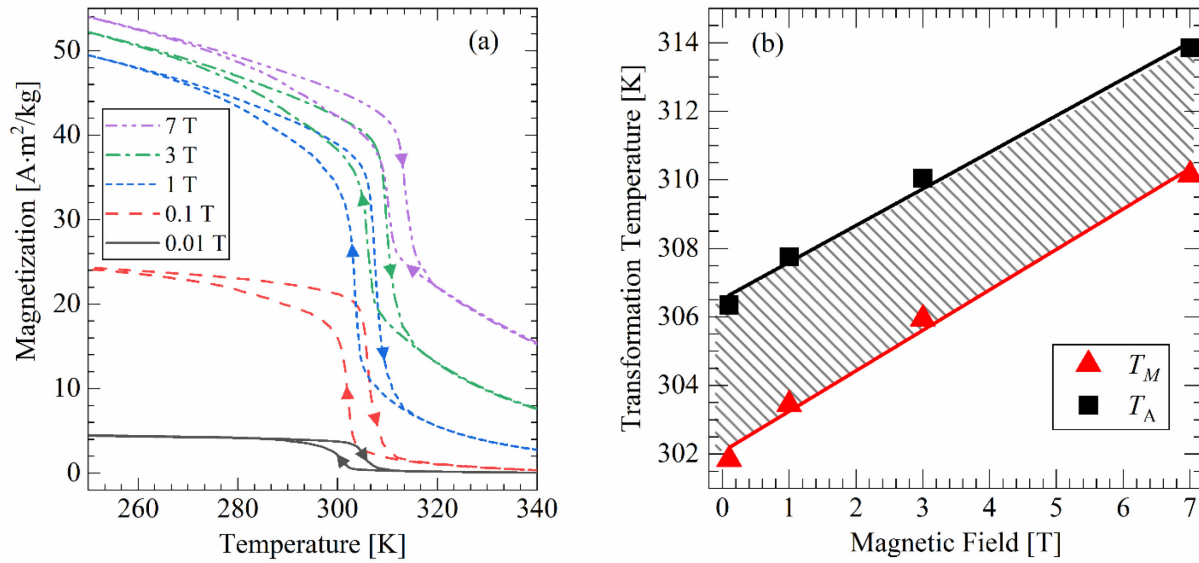 (a)
Magnetization [A·m²/kg]
50
40
30
20
10
0
7 T
3 T
1 T
0.1 T
0.01 T
260 280 300 320 340
Temperature [K]
(b)
Transformation Temperature [K]
314
312
310
308
306
304
302
T_M
T_A
0 1 2 3 4 5 6 7
Magnetic Field [T]